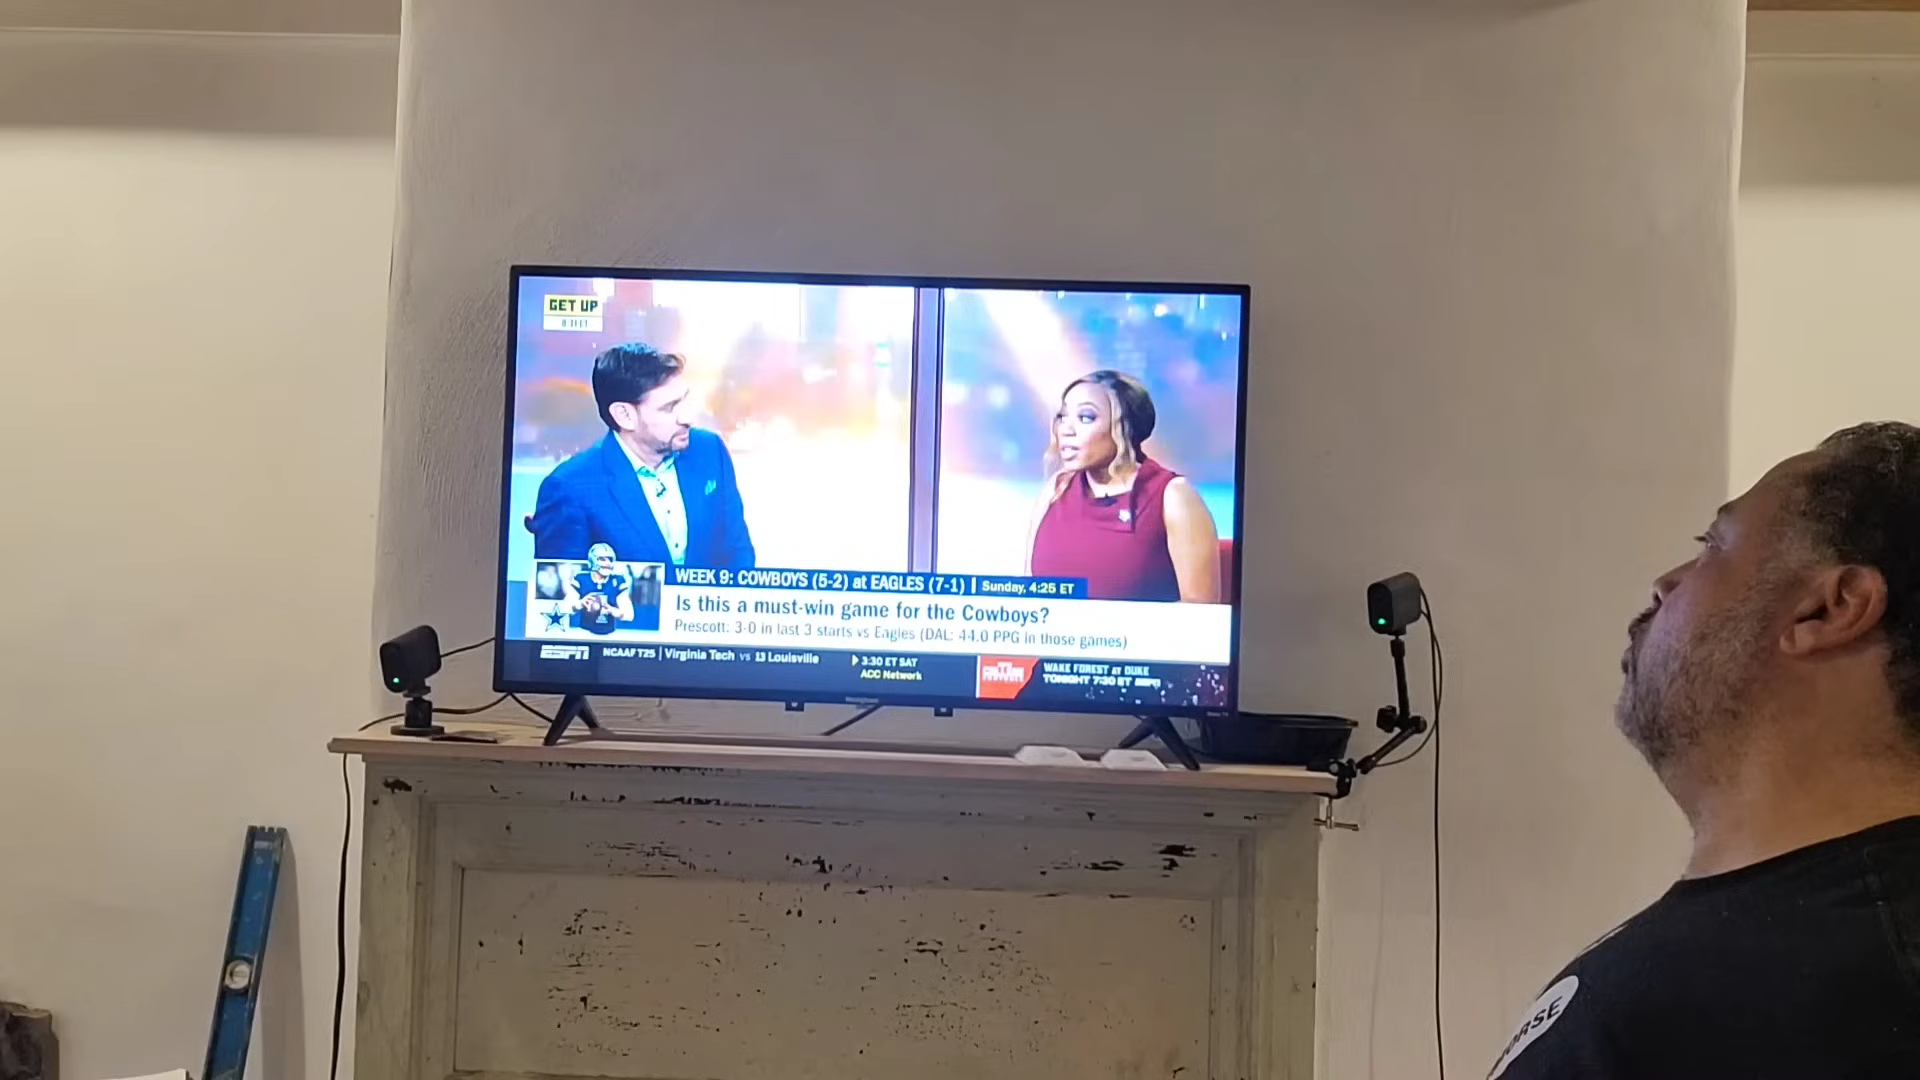 GET UP
WEEK 9: COWBOYS (5-2) at EAGLES (7-1) | Sunday, 4:25 ET
Is this a must-win game for the Cowboys?
Prescott: 3-0 in last 3 starts vs Eagles (DAL: 44.0 PPG in those games)
ESPN
NCAAF T25 | Virginia Tech vs 13 Louisville
3:30 ET SAT
ACC Network
WAKE FOREST AT DUKE
TONIGHT 7:30 ET ESPN
ORSE